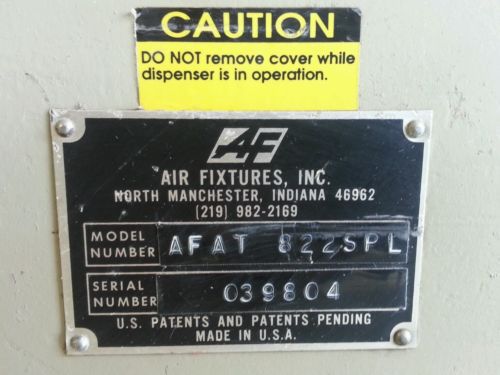 CAUTION
DO NOT remove cover while
dispenser is in operation.
AF
AIR FIXTURES, INC.
NORTH MANCHESTER, INDIANA 46962
(219) 982-2169
MODEL
NUMBER
AFAT 822SPL
SERIAL
NUMBER
039804
U.S. PATENTS AND PATENTS PENDING
MADE IN U.S.A.